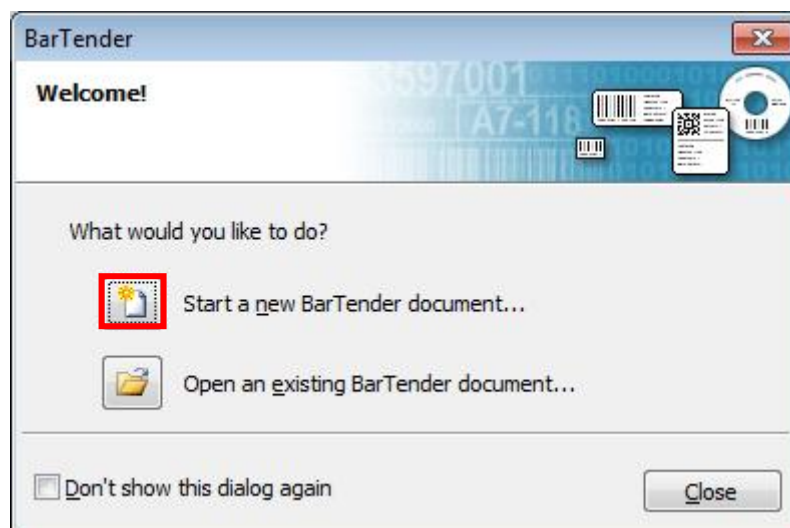 BarTender
Welcome!
3597001
A7-118
What would you like to do?
Start a new BarTender document...
Open an existing BarTender document...
Don't show this dialog again
Close